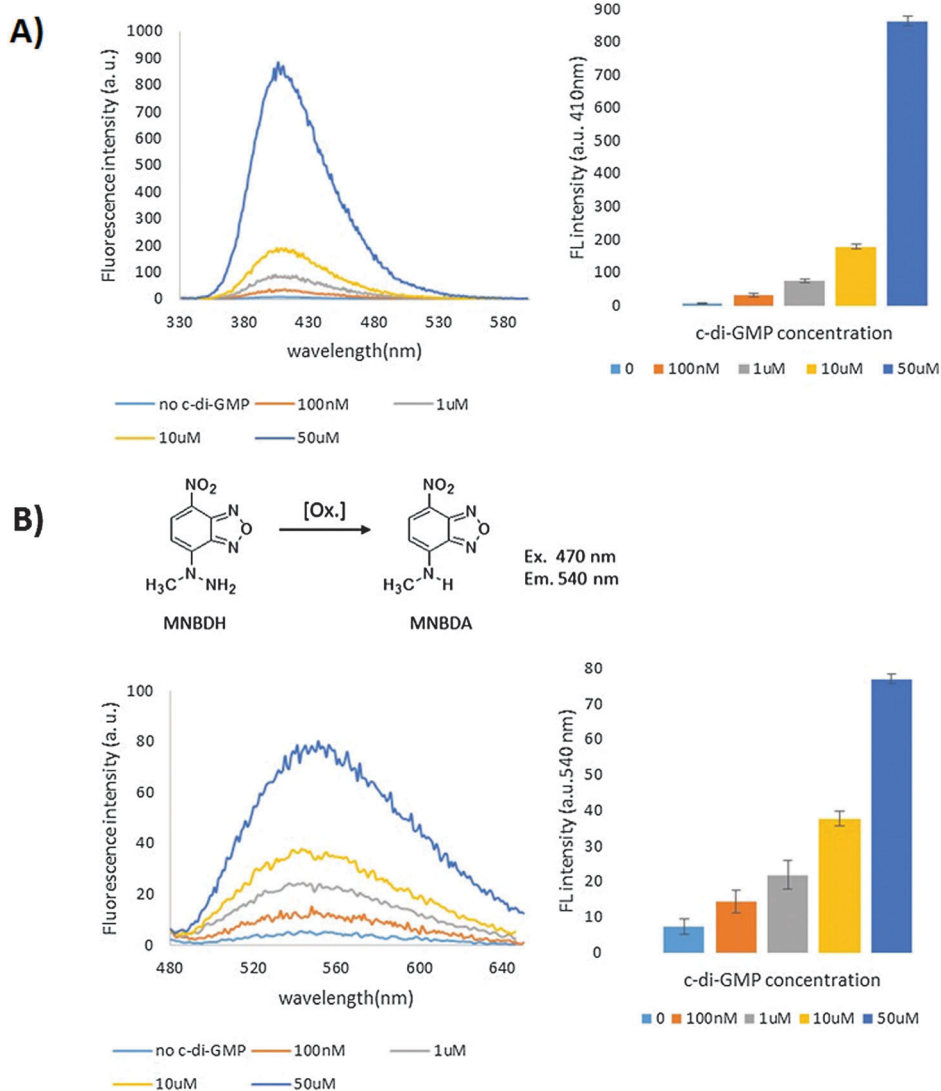 A)
Fluorescence intensity (a. u.)
1000
900
800
700
600
500
400
300
200
100
0
330 380 430 480 530 580
wavelength(nm)
no c-di-GMP 100nM 1uM
10uM 50uM
FL intensity (a.u. 410nm)
900
800
700
600
500
400
300
200
100
0
c-di-GMP concentration
0 100nM 1uM 10uM 50uM
B)
NO2
N
O
N
N
H3C NH2
MNBDH
[Ox.]
NO2
N
O
N
N
H3C H
MNBDA
Ex. 470 nm
Em. 540 nm
Fluorescence intensity (a. u.)
100
80
60
40
20
0
480 520 560 600 640
wavelength(nm)
no c-di-GMP 100nM 1uM
10uM 50uM
FL intensity (a.u.540 nm)
80
70
60
50
40
30
20
10
0
c-di-GMP concentration
0 100nM 1uM 10uM 50uM